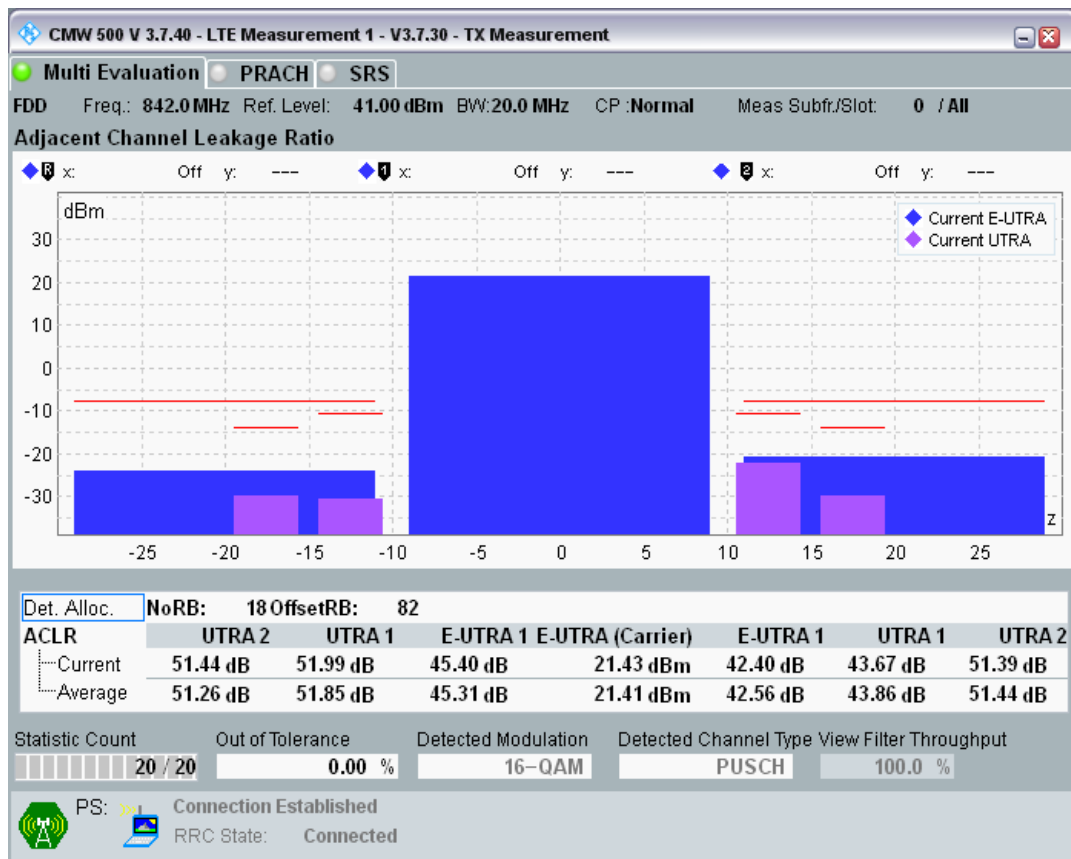 CMW 500 V 3.7.40 - LTE Measurement 1 - V3.7.30 - TX Measurement
Multi Evaluation PRACH SRS
FDD Freq.: 842.0 MHz Ref. Level: 41.00 dBm BW:20.0 MHz CP :Normal Meas Subfr./Slot: 0 / All
Adjacent Channel Leakage Ratio
R x: Off y: --- 1 x: Off y: --- 2 x: Off y: ---
dBm
Current E-UTRA
Current UTRA
30
20
10
0
-10
-20
-30
z
-25 -20 -15 -10 -5 0 5 10 15 20 25
Det. Alloc. NoRB: 18 OffsetRB: 82
ACLR UTRA 2 UTRA 1 E-UTRA 1 E-UTRA (Carrier) E-UTRA 1 UTRA 1 UTRA 2
Current 51.44 dB 51.99 dB 45.40 dB 21.43 dBm 42.40 dB 43.67 dB 51.39 dB
Average 51.26 dB 51.85 dB 45.31 dB 21.41 dBm 42.56 dB 43.86 dB 51.44 dB
Statistic Count Out of Tolerance Detected Modulation Detected Channel Type View Filter Throughput
20 / 20 0.00 % 16-QAM PUSCH 100.0 %
PS: Connection Established
RRC State: Connected